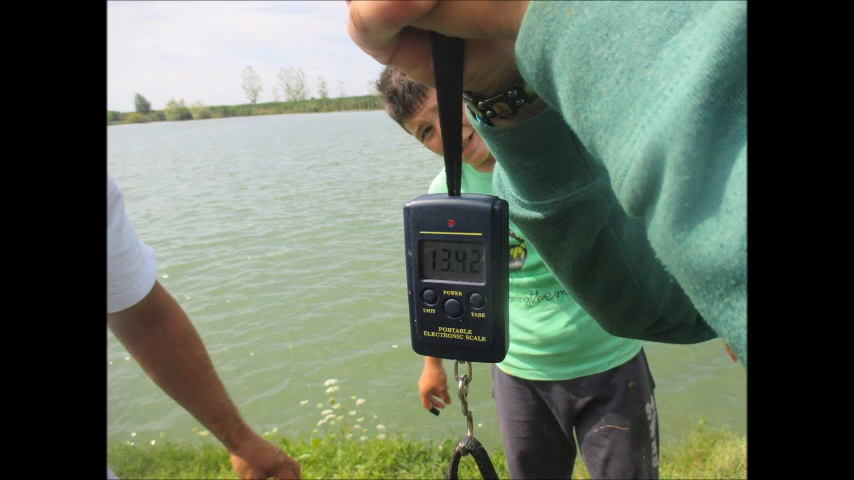 13.42
POWER
UNIT TARE
PORTABLE
ELECTRONIC SCALE